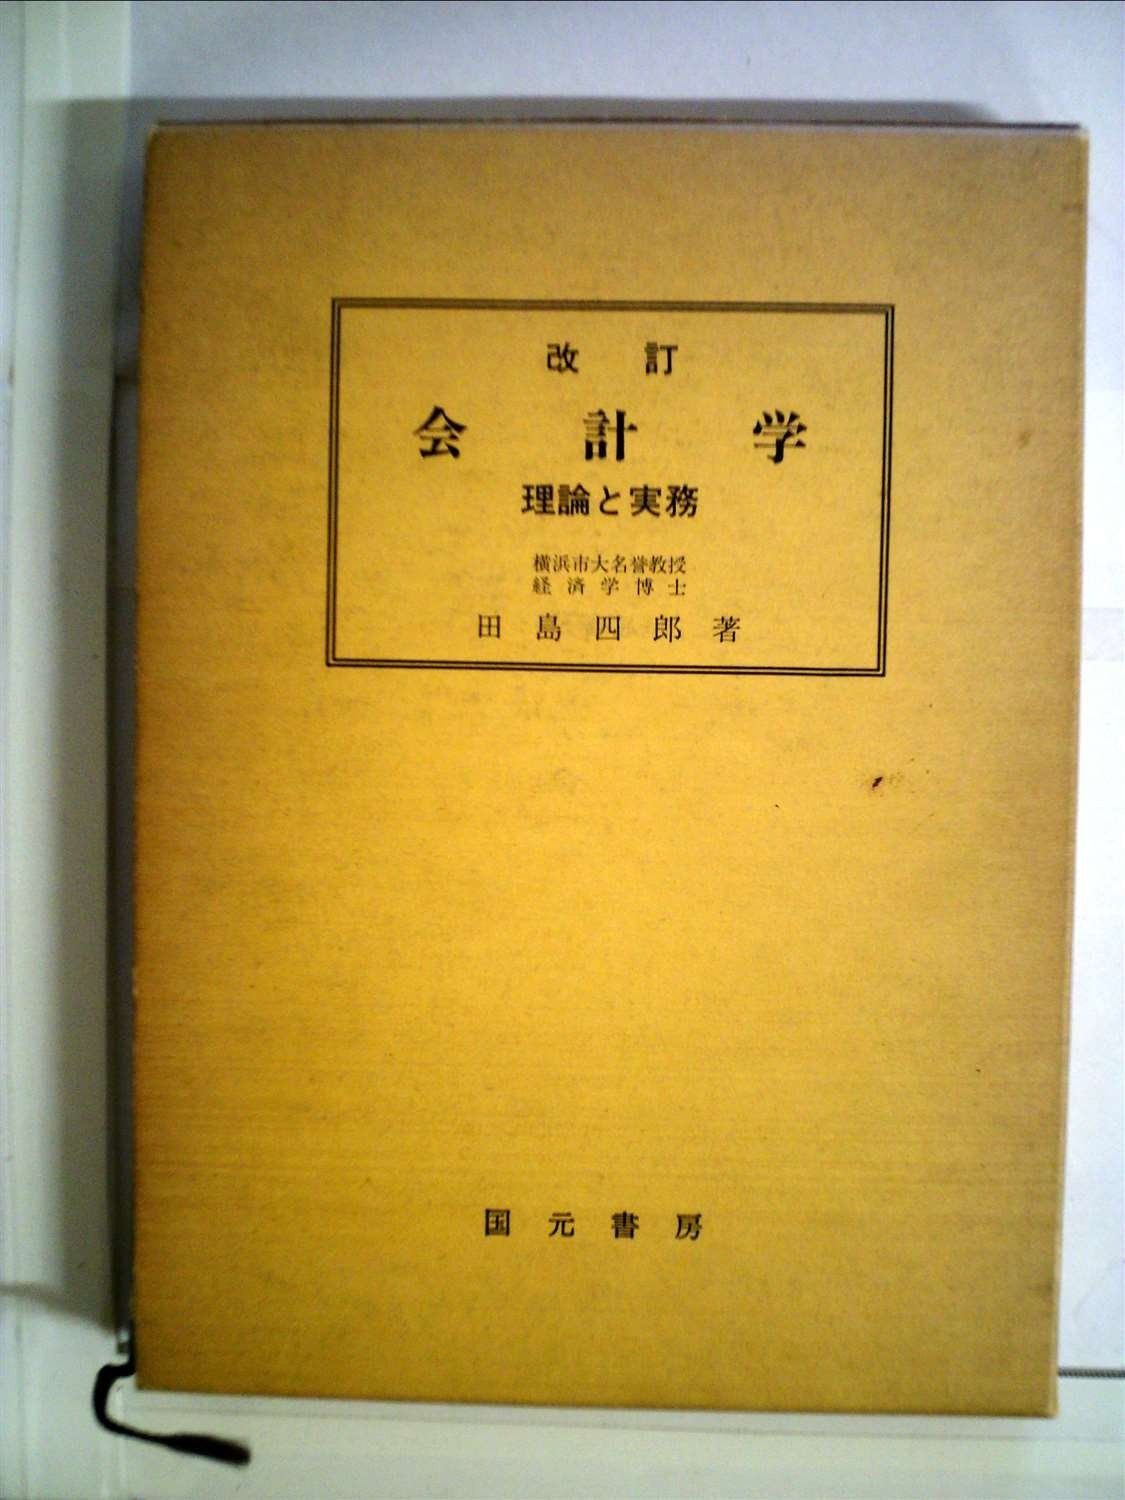 改訂
会計学
理論と実務
横浜市大名誉教授
経済学博士
田島四郎著
国元書房